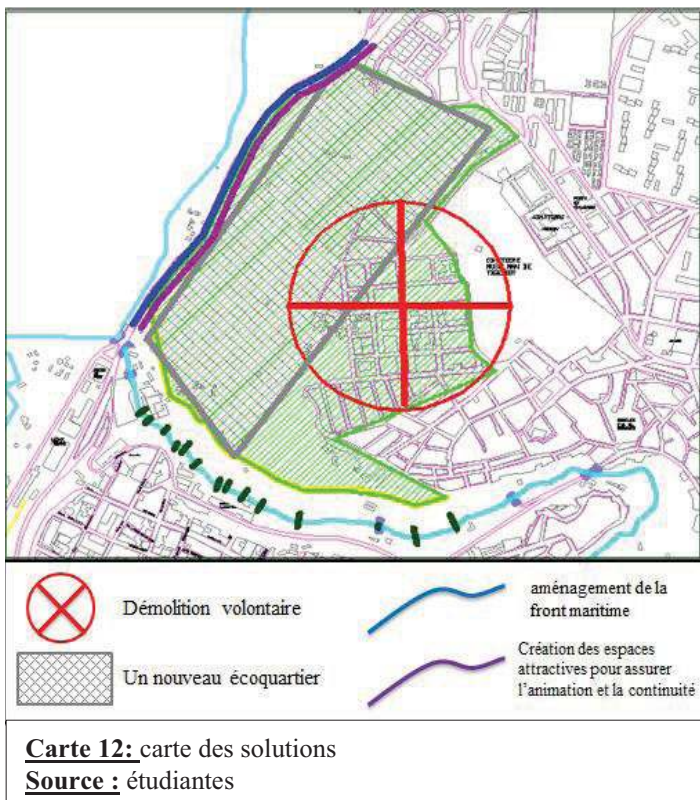 Démolition volontaire
aménagement de la
front maritime
Un nouveau écoquartier
Création des espaces
attractives pour assurer
l'animation et la continuité
Carte 12: carte des solutions
Source : étudiantes